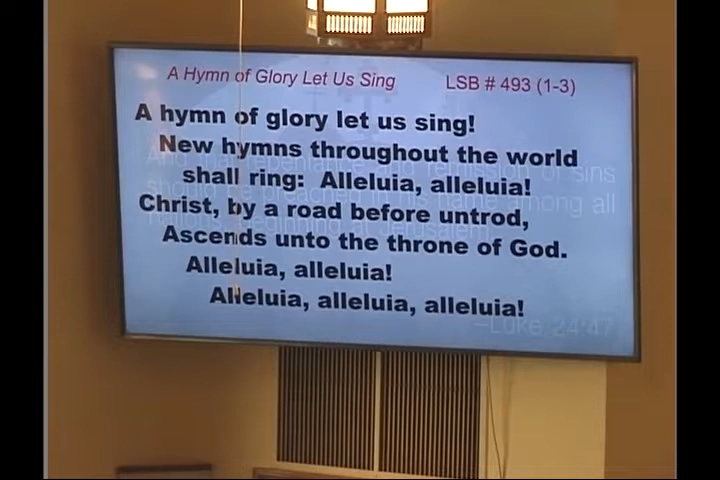 A Hymn of Glory Let Us Sing LSB # 493 (1-3)
A hymn of glory let us sing!
New hymns throughout the world
shall ring: Alleluia, alleluia!
Christ, by a road before untrod,
Ascends unto the throne of God.
Alleluia, alleluia!
Alleluia, alleluia, alleluia!
–Luke 24:47